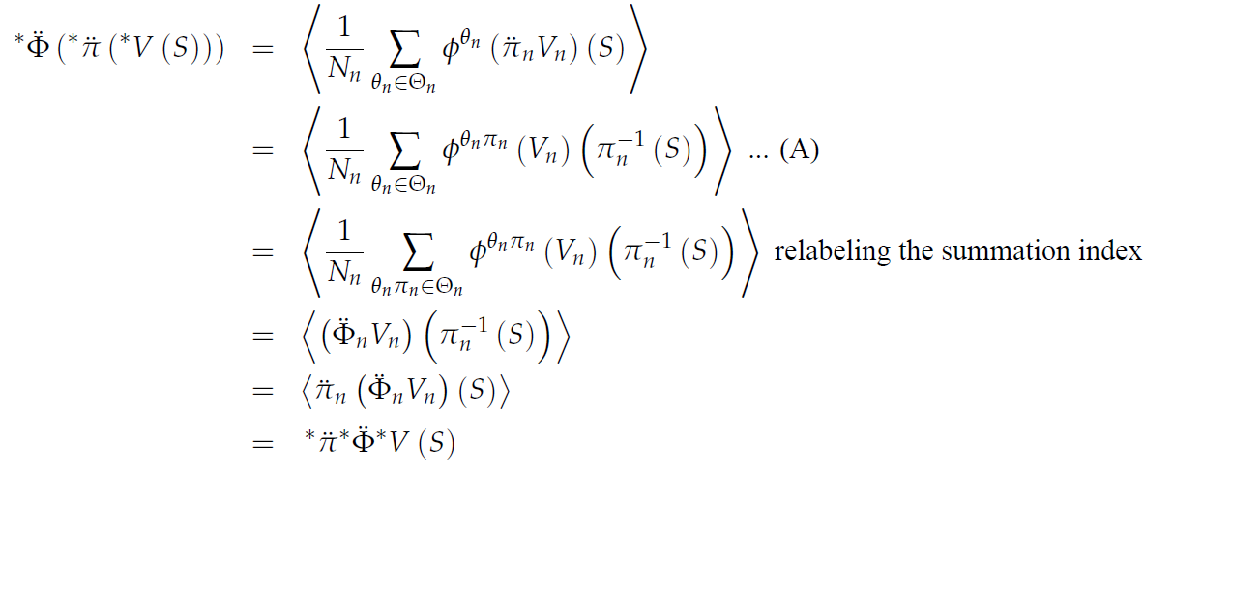 *Φ̈ (*π̈ (*V (S))) = ⟨ 1/N_n ∑_{θ_n∈Θ_n} ϕ^{θ_n} (π̈_n V_n) (S) ⟩
= ⟨ 1/N_n ∑_{θ_n∈Θ_n} ϕ^{θ_n π_n} (V_n) (π_n^{−1} (S)) ⟩ ... (A)
= ⟨ 1/N_n ∑_{θ_n π_n∈Θ_n} ϕ^{θ_n π_n} (V_n) (π_n^{−1} (S)) ⟩ relabeling the summation index
= ⟨ (Φ̈_n V_n) (π_n^{−1} (S)) ⟩
= ⟨ π̈_n (Φ̈_n V_n) (S) ⟩
= *π̈ *Φ̈ *V (S)